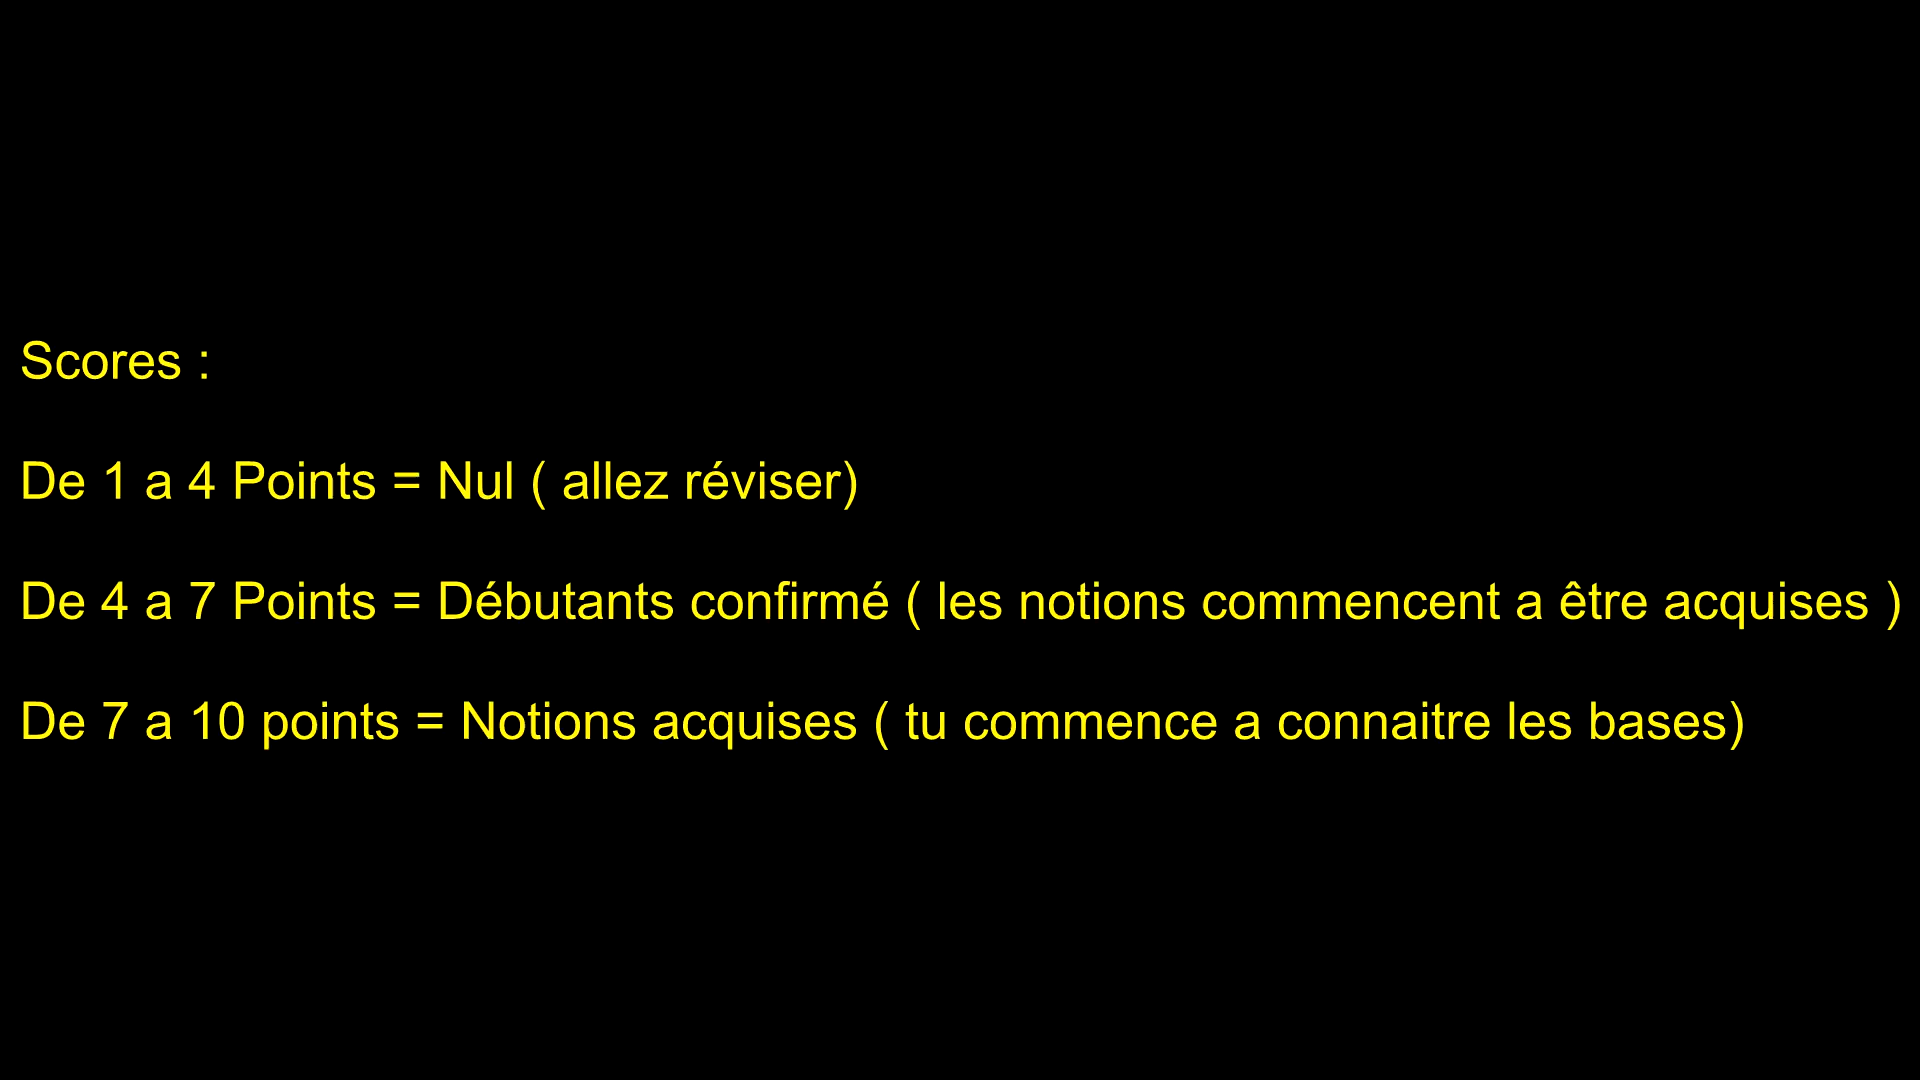 Scores :
De 1 a 4 Points = Nul ( allez réviser)
De 4 a 7 Points = Débutants confirmé ( les notions commencent a être acquises )
De 7 a 10 points = Notions acquises ( tu commence a connaitre les bases)